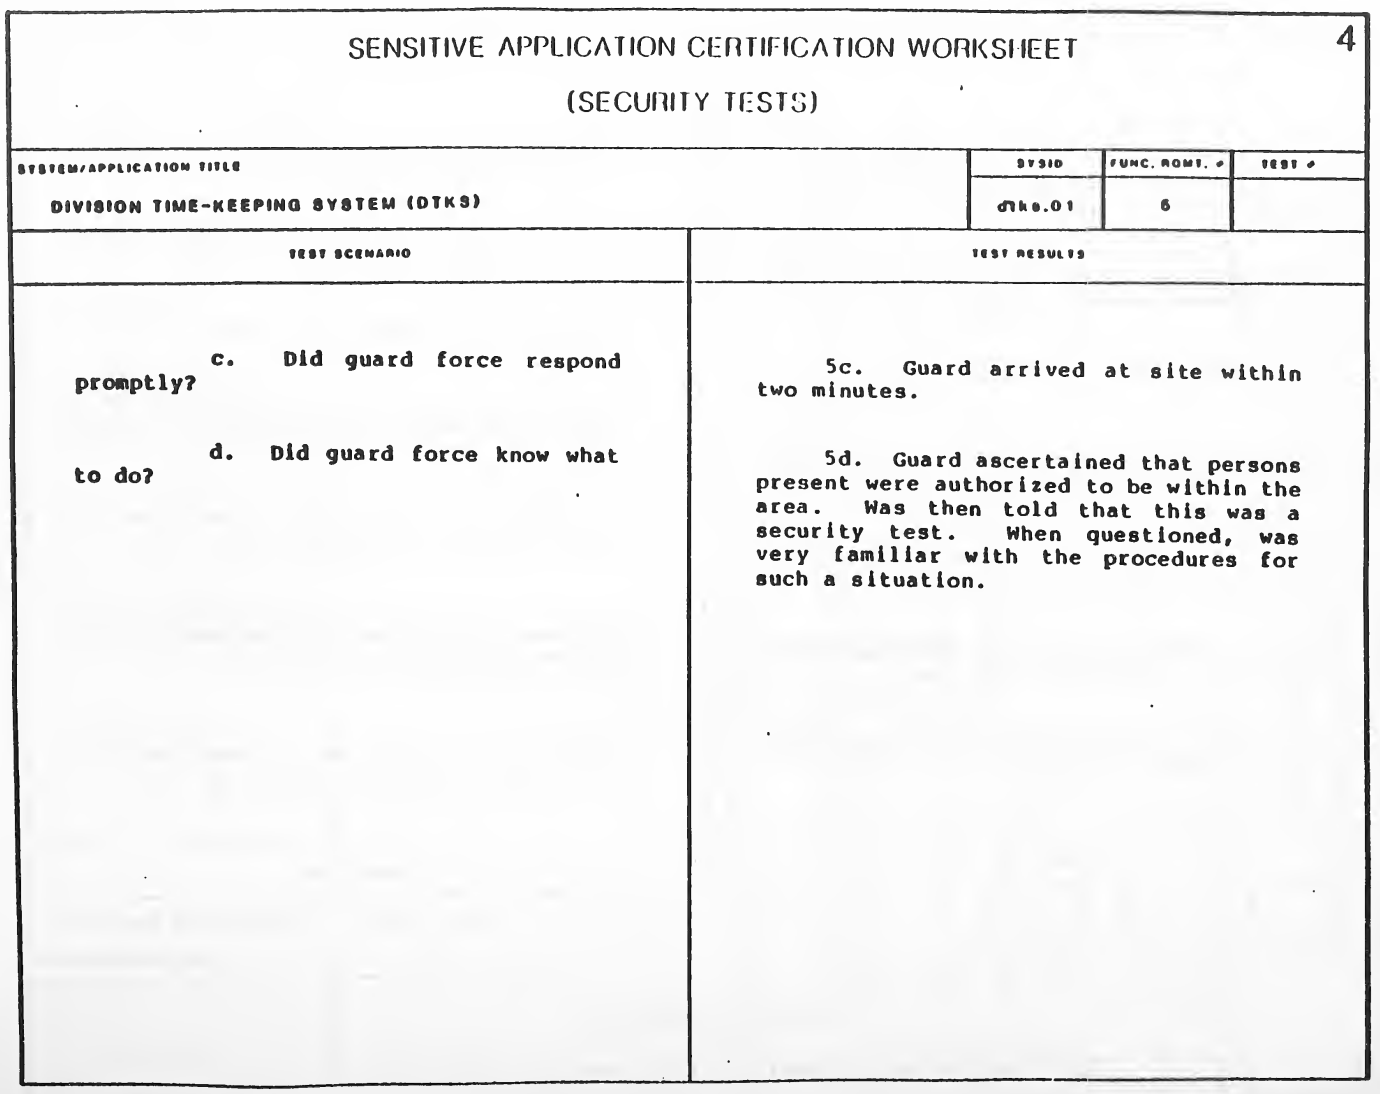 4
SENSITIVE APPLICATION CERTIFICATION WORKSHEET
(SECURITY TESTS)
SYSTEM/APPLICATION TITLE
SYSID
FUNC. RQMT. #
TEST #
DIVISION TIME-KEEPING SYSTEM (DTKS)
dtks.01
5
TEST SCENARIO
TEST RESULTS
c. Did guard force respond
promptly?
d. Did guard force know what
to do?
5c. Guard arrived at site within
two minutes.
5d. Guard ascertained that persons
present were authorized to be within the
area. Was then told that this was a
security test. When questioned, was
very familiar with the procedures for
such a situation.